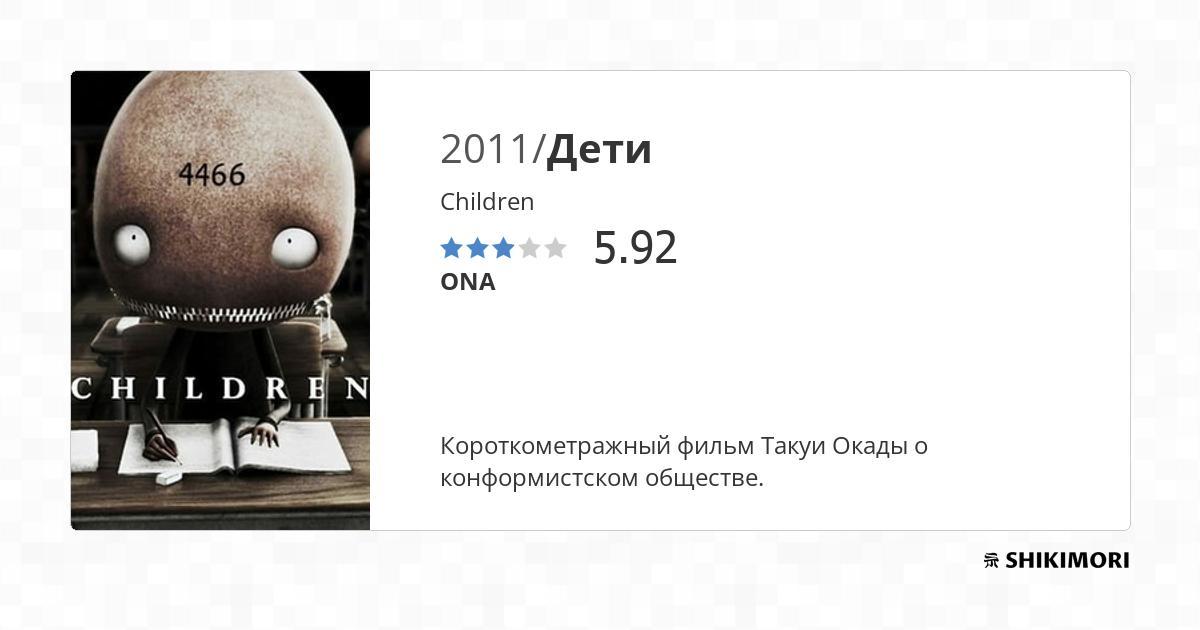 4466
CHILDREN
2011/Дети
Children
5.92
ONA
Короткометражный фильм Такуи Окады о
конформистском обществе.
SHIKIMORI